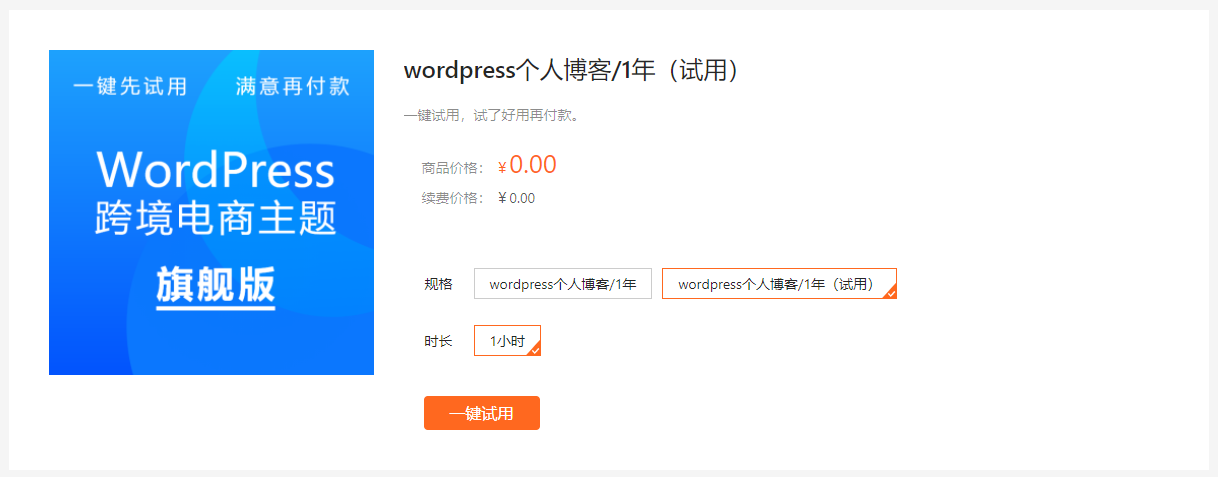 一键先试用 满意再付款
WordPress
跨境电商主题
旗舰版
wordpress个人博客/1年（试用）
一键试用，试了好用再付款。
商品价格： ¥0.00
续费价格： ¥0.00
规格 wordpress个人博客/1年 wordpress个人博客/1年（试用）
时长 1小时
一键试用